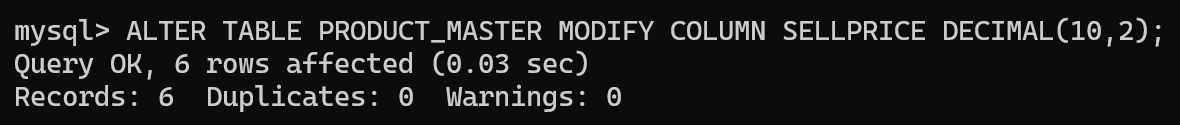 mysql> ALTER TABLE PRODUCT_MASTER MODIFY COLUMN SELLPRICE DECIMAL(10,2);
Query OK, 6 rows affected (0.03 sec)
Records: 6  Duplicates: 0  Warnings: 0